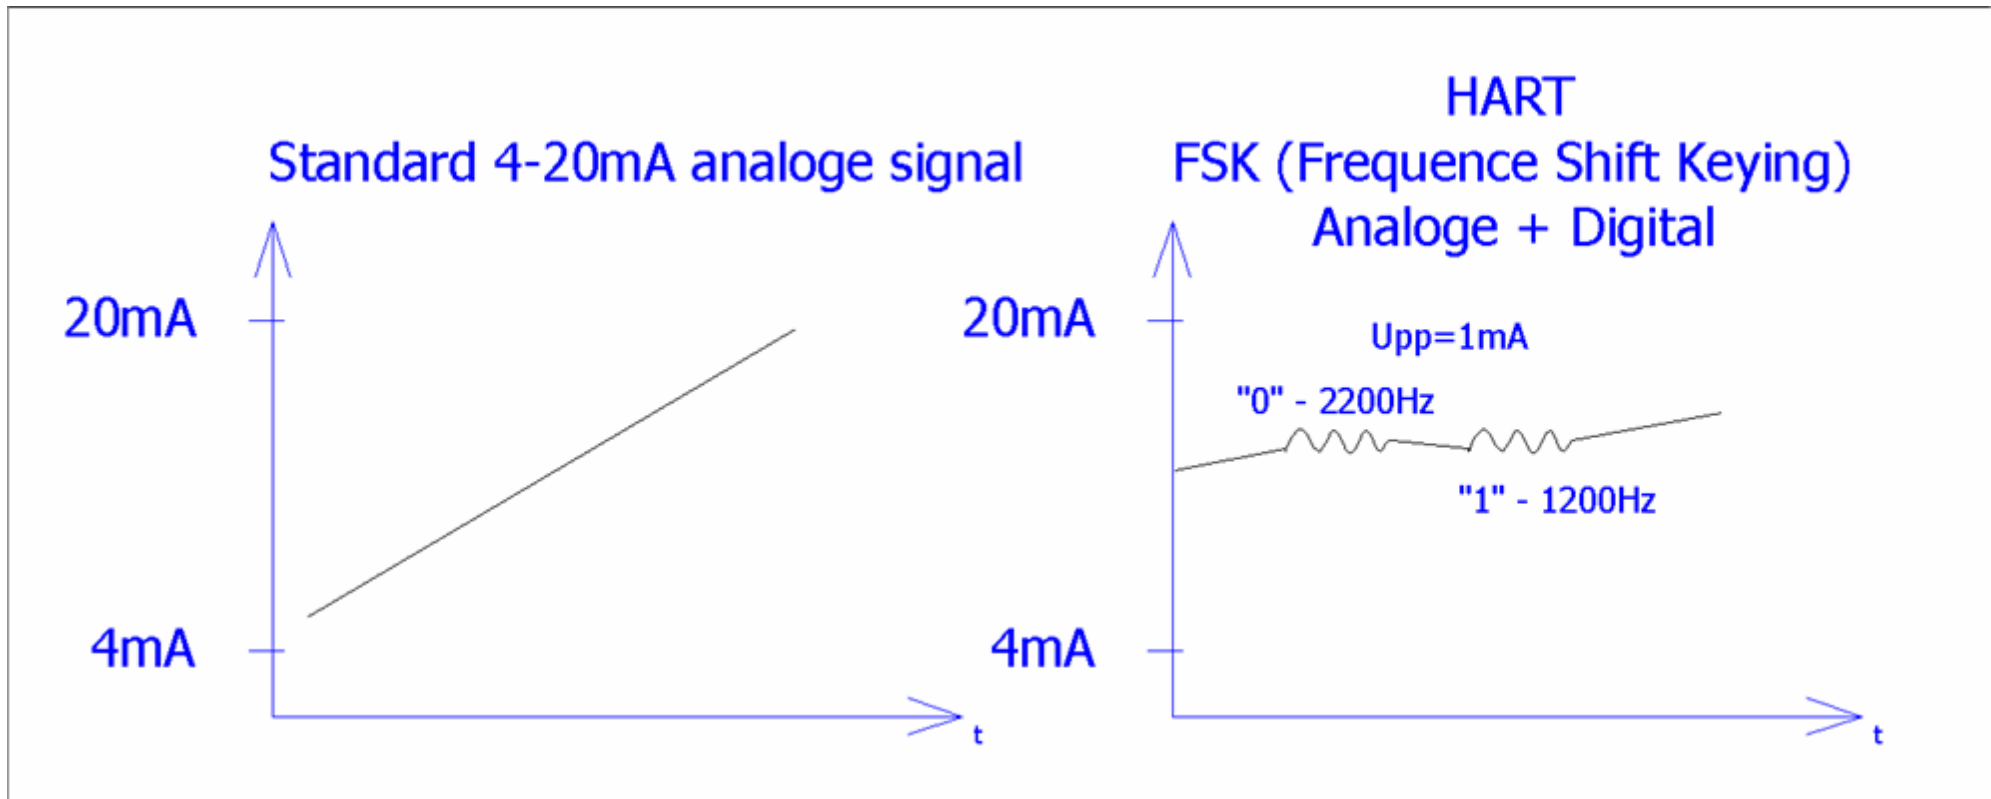 Standard 4-20mA analoge signal
20mA
4mA
t
HART
FSK (Frequence Shift Keying)
Analoge + Digital
20mA
Upp=1mA
"0" - 2200Hz
"1" - 1200Hz
4mA
t